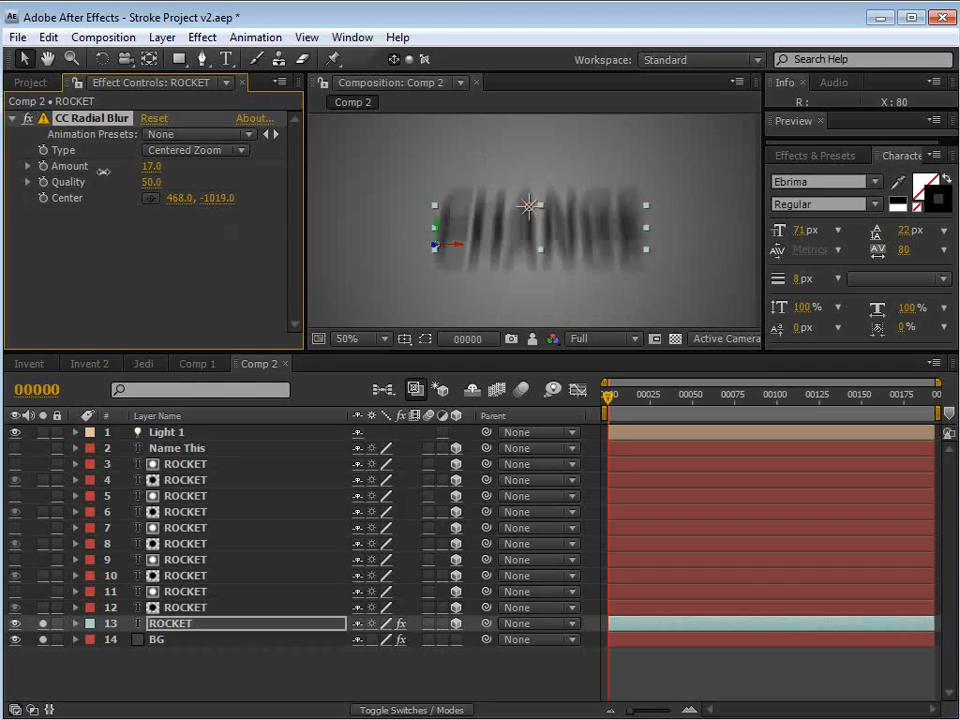 Adobe After Effects - Stroke Project v2.aep *
File Edit Composition Layer Effect Animation View Window Help
Workspace: Standard Search Help
Project Effect Controls: ROCKET Composition: Comp 2 Info Audio
Comp 2 • ROCKET Comp 2 R : X : 80
fx CC Radial Blur Reset About... Preview
Animation Presets: None
Type Centered Zoom Effects & Presets Characte
Amount 17.0
Quality 50.0 Ebrima
Center 468.0, -1019.0 Regular
71 px 22 px
Metrics 80
8 px
100 % 100 %
0 px 0 %
50% 00000 Full Active Camera
Invent Invent 2 Jedi Comp 1 Comp 2
00000 00025 00050 00075 00100 00125 00150 00175 00
# Layer Name Parent
1 Light 1 None
2 Name This None
3 ROCKET None
4 ROCKET None
5 ROCKET None
6 ROCKET None
7 ROCKET None
8 ROCKET None
9 ROCKET None
10 ROCKET None
11 ROCKET None
12 ROCKET None
13 ROCKET fx None
14 BG fx None
Toggle Switches / Modes